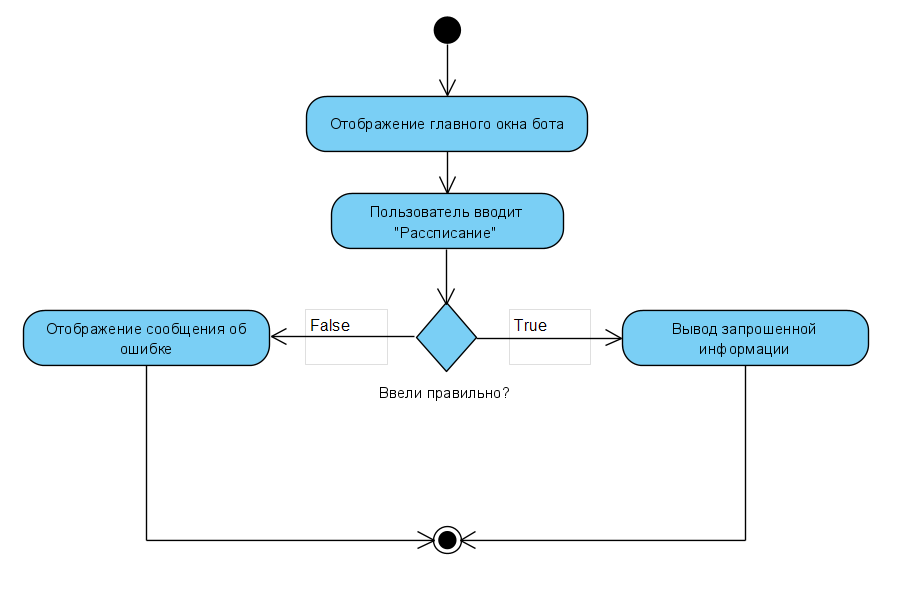 Отображение главного окна бота
Пользователь вводит
"Рассписание"
False
True
Отображение сообщения об
ошибке
Вывод запрошенной
информации
Ввели правильно?